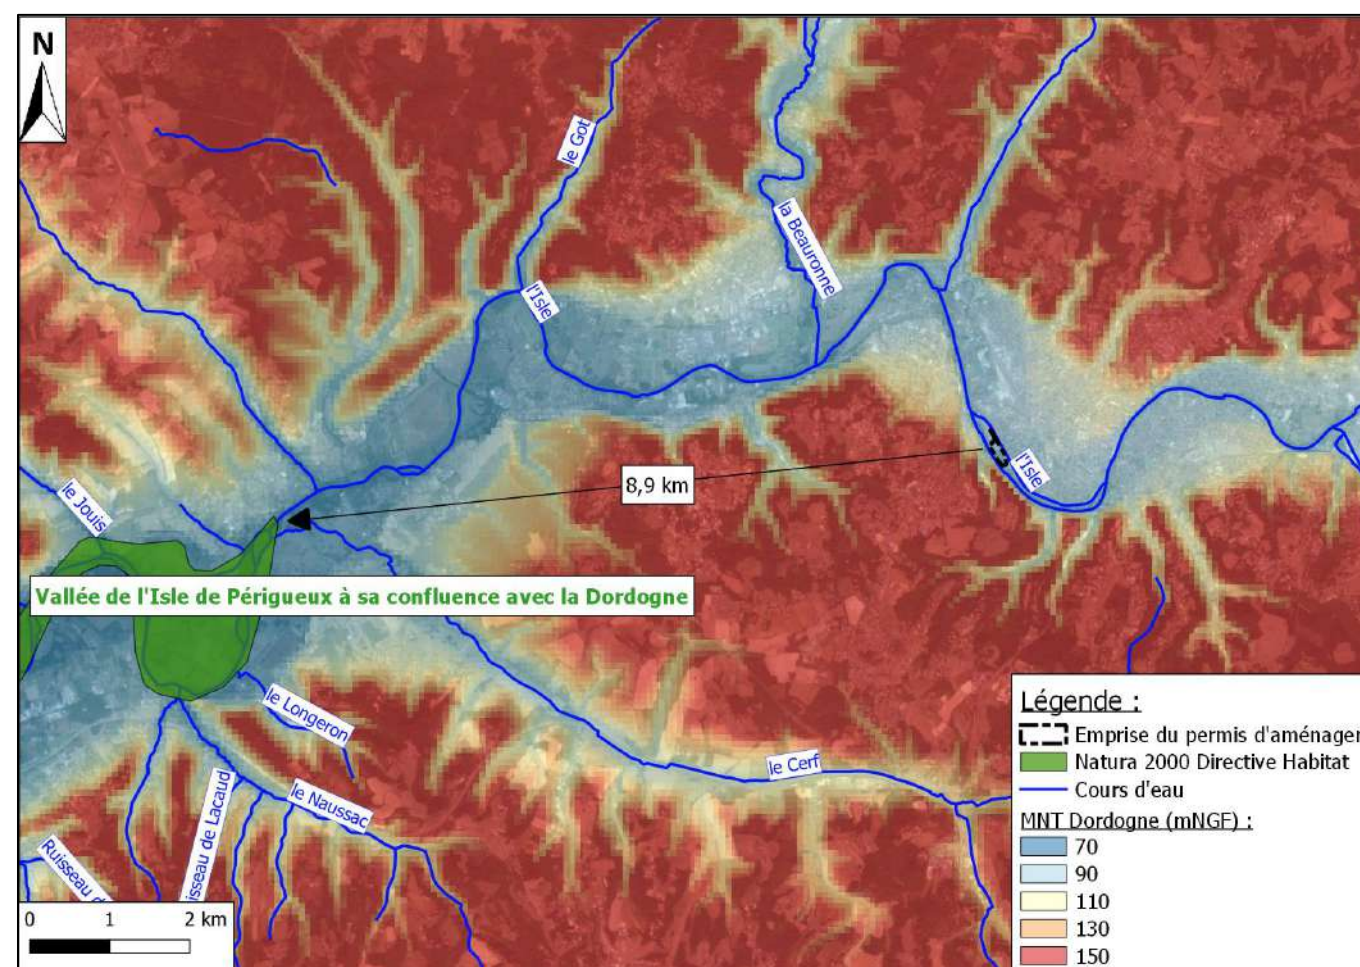 N
le Got
la Beauronne
l'Isle
8,9 km
l'Isle
le Jouis
Vallée de l'Isle de Périgueux à sa confluence avec la Dordogne
le Longeron
le Cerf
le Naussac
de Lacaud
Ruisseau
0 1 2 km
Légende :
Emprise du permis d'aménager
Natura 2000 Directive Habitat
Cours d'eau
MNT Dordogne (mNGF) :
70
90
110
130
150